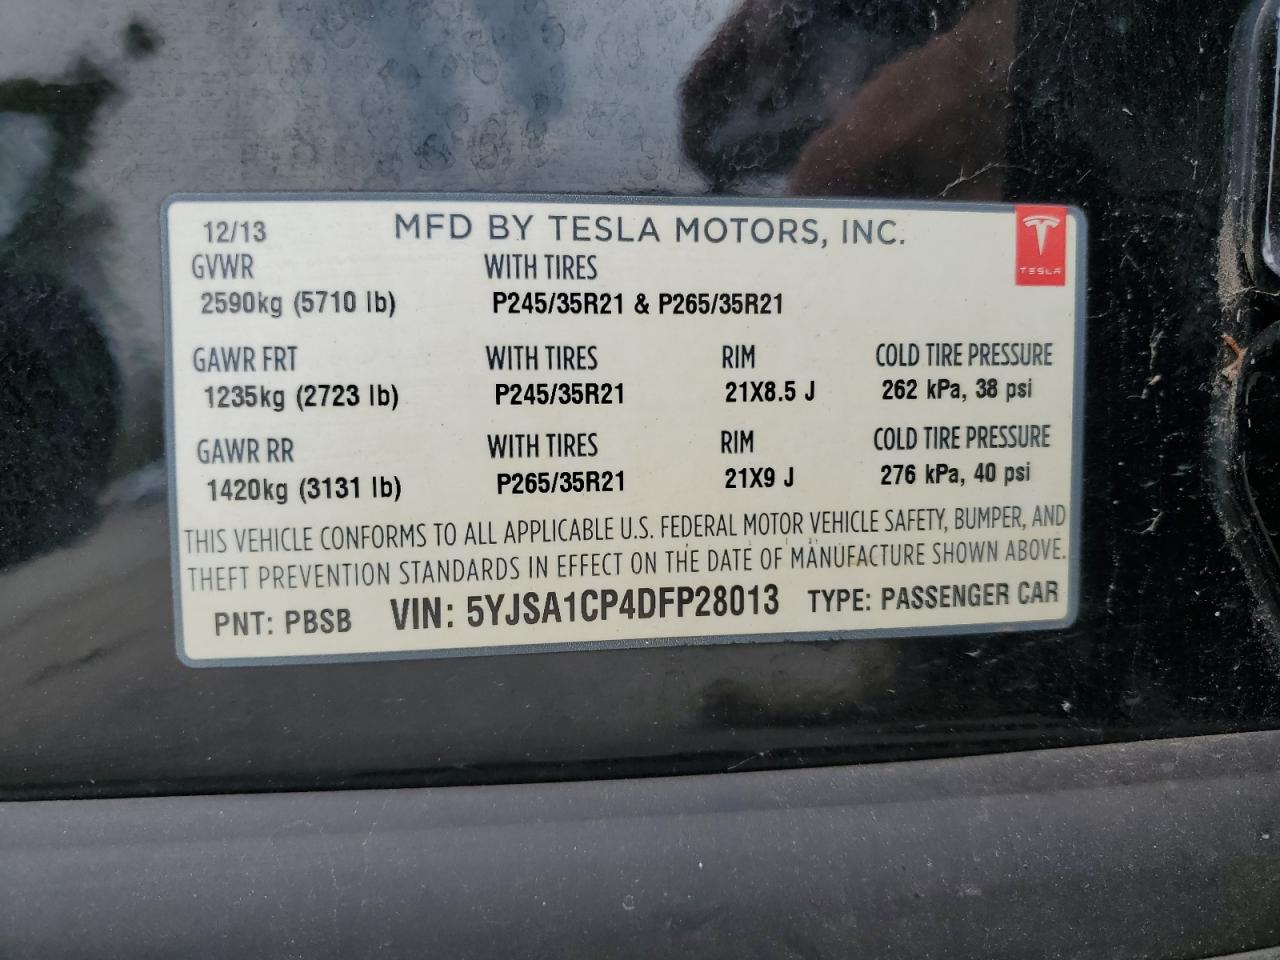 12/13 MFD BY TESLA MOTORS, INC.
TESLA
GVWR WITH TIRES
2590kg (5710 lb) P245/35R21 & P265/35R21
GAWR FRT WITH TIRES RIM COLD TIRE PRESSURE
1235kg (2723 lb) P245/35R21 21X8.5 J 262 kPa, 38 psi
GAWR RR WITH TIRES RIM COLD TIRE PRESSURE
1420kg (3131 lb) P265/35R21 21X9 J 276 kPa, 40 psi
THIS VEHICLE CONFORMS TO ALL APPLICABLE U.S. FEDERAL MOTOR VEHICLE SAFETY, BUMPER, AND
THEFT PREVENTION STANDARDS IN EFFECT ON THE DATE OF MANUFACTURE SHOWN ABOVE.
PNT: PBSB VIN: 5YJSA1CP4DFP28013 TYPE: PASSENGER CAR